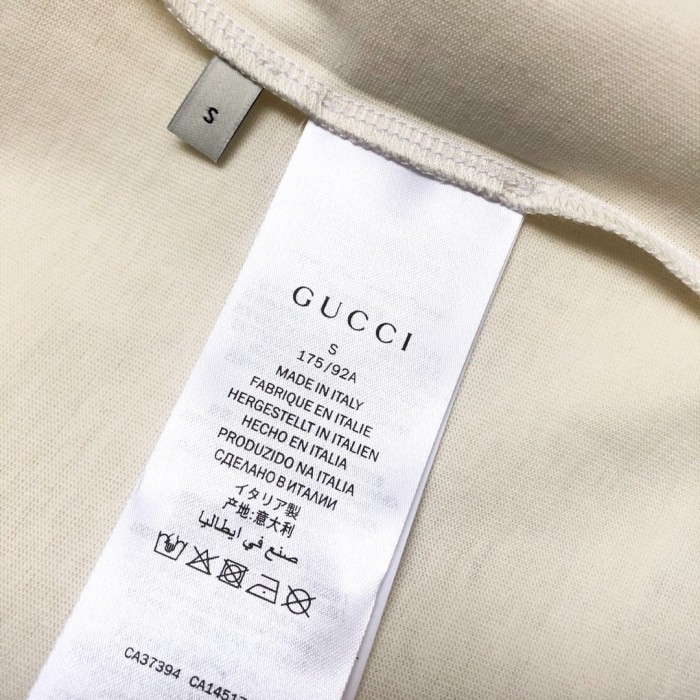 S
GUCCI
S
175/92A
MADE IN ITALY
FABRIQUE EN ITALIE
HERGESTELLT IN ITALIEN
HECHO EN ITALIA
PRODUZIDO NA ITALIA
СДЕЛАНО В ИТАЛИИ
イタリア製
产地:意大利
صنع في ايطاليا
CA37394 CA14517